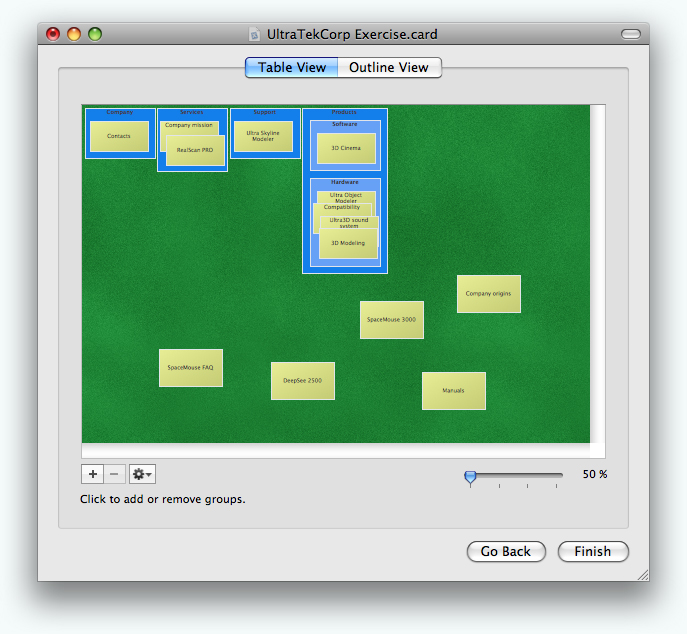 UltraTekCorp Exercise.card
Table View
Outline View
Company
Services
Support
Products
Contacts
Company mission
RealScan PRO
Ultra Skyline
Modeler
Software
3D Cinema
Hardware
Ultra Object
Modeler
Compatibility
Ultra3D sound
system
3D Modeling
Company origins
SpaceMouse 3000
SpaceMouse FAQ
DeepSee 2500
Manuals
50 %
Click to add or remove groups.
Go Back
Finish